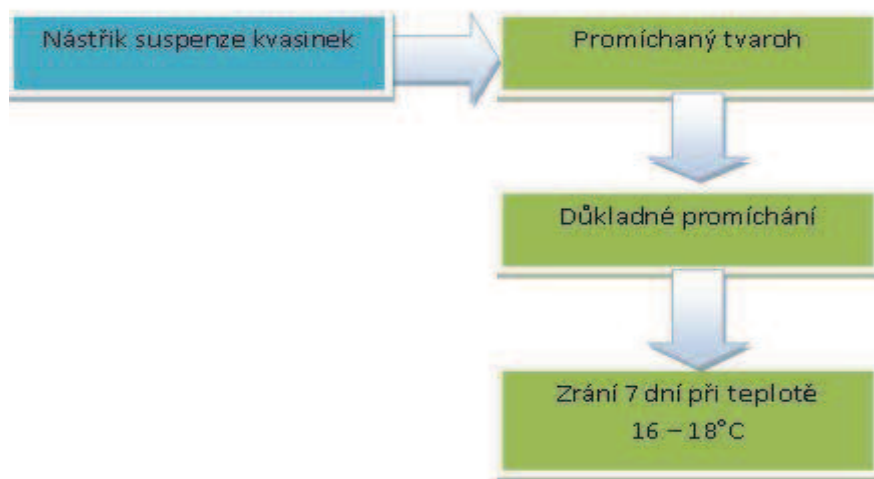 Nástřik suspenze kvasinek
Promíchaný tvaroh
Důkladné promíchání
Zrání 7 dní při teplotě
16 – 18°C